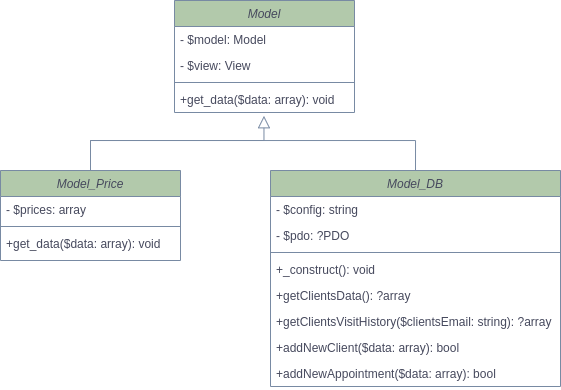 Model
- $model: Model
- $view: View
+get_data($data: array): void
Model_Price
- $prices: array
+get_data($data: array): void
Model_DB
- $config: string
- $pdo: ?PDO
+_construct(): void
+getClientsData(): ?array
+getClientsVisitHistory($clientsEmail: string): ?array
+addNewClient($data: array): bool
+addNewAppointment($data: array): bool